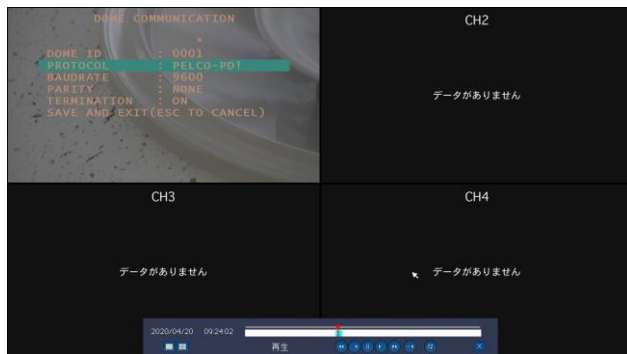 DOME COMMUNICATION
DOME ID : 0001
PROTOCOL : PELCO-PD!
BAUDRATE : 9600
PARITY : NONE
TERMINATION : ON
SAVE AND EXIT(ESC TO CANCEL)
CH2
データがありません
CH3
データがありません
CH4
データがありません
2020/04/20 09:24:02
再生